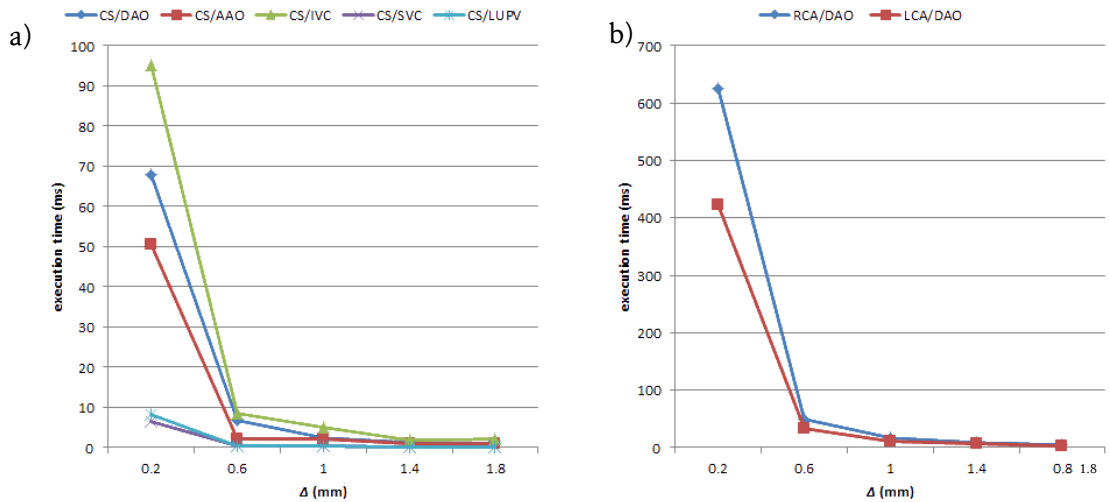 CS/DAO CS/AAO CS/IVC CS/SVC CS/LUPV
a)
100
90
80
70
60
50
40
30
20
10
0
execution time (ms)
0.2 0.6 1 1.4 1.8
Δ (mm)
RCA/DAO LCA/DAO
b)
700
600
500
400
300
200
100
0
execution time (ms)
0.2 0.6 1 1.4 0.8 1.8
Δ (mm)